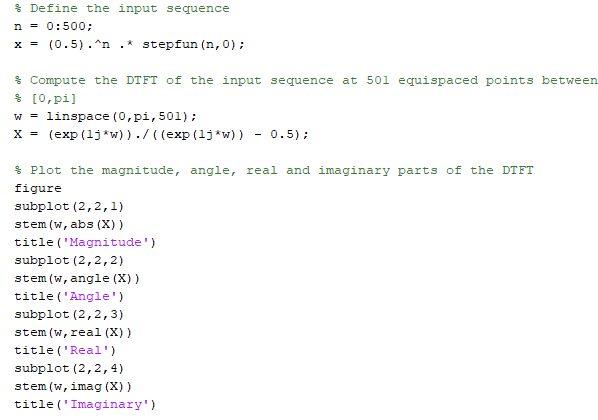 % Define the input sequence
n = 0:500;
x = (0.5).^n .* stepfun(n,0);
% Compute the DTFT of the input sequence at 501 equispaced points between
% [0,pi]
w = linspace(0,pi,501);
X = (exp(1j*w))./((exp(1j*w)) - 0.5);
% Plot the magnitude, angle, real and imaginary parts of the DTFT
figure
subplot(2,2,1)
stem(w,abs(X))
title('Magnitude')
subplot(2,2,2)
stem(w,angle(X))
title('Angle')
subplot(2,2,3)
stem(w,real(X))
title('Real')
subplot(2,2,4)
stem(w,imag(X))
title('Imaginary')